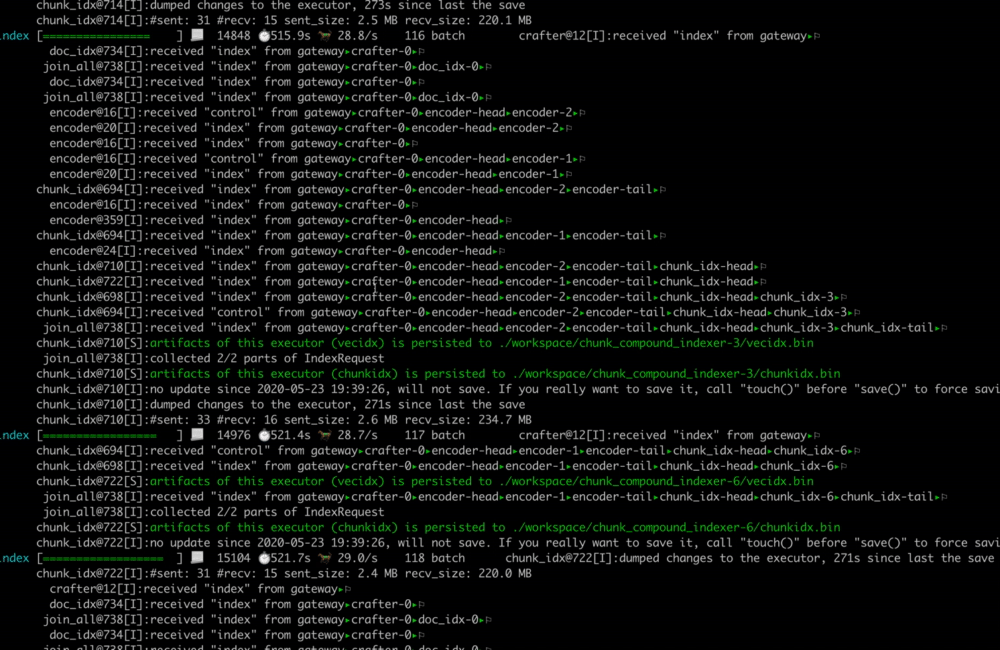 chunk_idx@714[I]:dumped changes to the executor, 273s since last the save
chunk_idx@714[I]:#sent: 31 #recv: 15 sent_size: 2.5 MB recv_size: 220.1 MB
index [================    ] 📃  14848 ⏱️515.9s 🐎 28.8/s    116 batch        crafter@12[I]:received "index" from gateway▸⚐
doc_idx@734[I]:received "index" from gateway▸crafter-0▸⚐
join_all@738[I]:received "index" from gateway▸crafter-0▸doc_idx-0▸⚐
doc_idx@734[I]:received "index" from gateway▸crafter-0▸⚐
join_all@738[I]:received "index" from gateway▸crafter-0▸doc_idx-0▸⚐
encoder@16[I]:received "control" from gateway▸crafter-0▸encoder-head▸encoder-2▸⚐
encoder@20[I]:received "index" from gateway▸crafter-0▸encoder-head▸encoder-2▸⚐
encoder@16[I]:received "index" from gateway▸crafter-0▸⚐
encoder@16[I]:received "control" from gateway▸crafter-0▸encoder-head▸encoder-1▸⚐
encoder@20[I]:received "index" from gateway▸crafter-0▸encoder-head▸encoder-1▸⚐
chunk_idx@694[I]:received "index" from gateway▸crafter-0▸encoder-head▸encoder-2▸encoder-tail▸⚐
encoder@16[I]:received "index" from gateway▸crafter-0▸⚐
encoder@359[I]:received "index" from gateway▸crafter-0▸encoder-head▸⚐
chunk_idx@694[I]:received "index" from gateway▸crafter-0▸encoder-head▸encoder-1▸encoder-tail▸⚐
encoder@24[I]:received "index" from gateway▸crafter-0▸encoder-head▸⚐
chunk_idx@710[I]:received "index" from gateway▸crafter-0▸encoder-head▸encoder-2▸encoder-tail▸chunk_idx-head▸⚐
chunk_idx@722[I]:received "index" from gateway▸crafter-0▸encoder-head▸encoder-1▸encoder-tail▸chunk_idx-head▸⚐
chunk_idx@698[I]:received "index" from gateway▸crafter-0▸encoder-head▸encoder-2▸encoder-tail▸chunk_idx-head▸chunk_idx-3▸⚐
chunk_idx@694[I]:received "control" from gateway▸crafter-0▸encoder-head▸encoder-2▸encoder-tail▸chunk_idx-head▸chunk_idx-3▸⚐
join_all@738[I]:received "index" from gateway▸crafter-0▸encoder-head▸encoder-2▸encoder-tail▸chunk_idx-head▸chunk_idx-3▸chunk_idx-tail▸⚐
chunk_idx@710[S]:artifacts of this executor (vecidx) is persisted to ./workspace/chunk_compound_indexer-3/vecidx.bin
join_all@738[I]:collected 2/2 parts of IndexRequest
chunk_idx@710[S]:artifacts of this executor (chunkidx) is persisted to ./workspace/chunk_compound_indexer-3/chunkidx.bin
chunk_idx@710[I]:no update since 2020-05-23 19:39:26, will not save. If you really want to save it, call "touch()" before "save()" to force savi
chunk_idx@710[I]:dumped changes to the executor, 271s since last the save
chunk_idx@710[I]:#sent: 33 #recv: 16 sent_size: 2.6 MB recv_size: 234.7 MB
index [=================   ] 📃  14976 ⏱️521.4s 🐎 28.7/s    117 batch        crafter@12[I]:received "index" from gateway▸⚐
chunk_idx@694[I]:received "control" from gateway▸crafter-0▸encoder-head▸encoder-1▸encoder-tail▸chunk_idx-head▸chunk_idx-6▸⚐
chunk_idx@698[I]:received "index" from gateway▸crafter-0▸encoder-head▸encoder-1▸encoder-tail▸chunk_idx-head▸chunk_idx-6▸⚐
chunk_idx@722[S]:artifacts of this executor (vecidx) is persisted to ./workspace/chunk_compound_indexer-6/vecidx.bin
join_all@738[I]:received "index" from gateway▸crafter-0▸encoder-head▸encoder-1▸encoder-tail▸chunk_idx-head▸chunk_idx-6▸chunk_idx-tail▸⚐
join_all@738[I]:collected 2/2 parts of IndexRequest
chunk_idx@722[S]:artifacts of this executor (chunkidx) is persisted to ./workspace/chunk_compound_indexer-6/chunkidx.bin
chunk_idx@722[I]:no update since 2020-05-23 19:39:26, will not save. If you really want to save it, call "touch()" before "save()" to force savi
index [==================  ] 📃  15104 ⏱️521.7s 🐎 29.0/s    118 batch      chunk_idx@722[I]:dumped changes to the executor, 271s since last the save
chunk_idx@722[I]:#sent: 31 #recv: 15 sent_size: 2.4 MB recv_size: 220.0 MB
crafter@12[I]:received "index" from gateway▸⚐
doc_idx@734[I]:received "index" from gateway▸crafter-0▸⚐
join_all@738[I]:received "index" from gateway▸crafter-0▸doc_idx-0▸⚐
doc_idx@734[I]:received "index" from gateway▸crafter-0▸⚐
join_all@738[I]:received "index" from gateway▸crafter-0▸doc_idx-0▸⚐